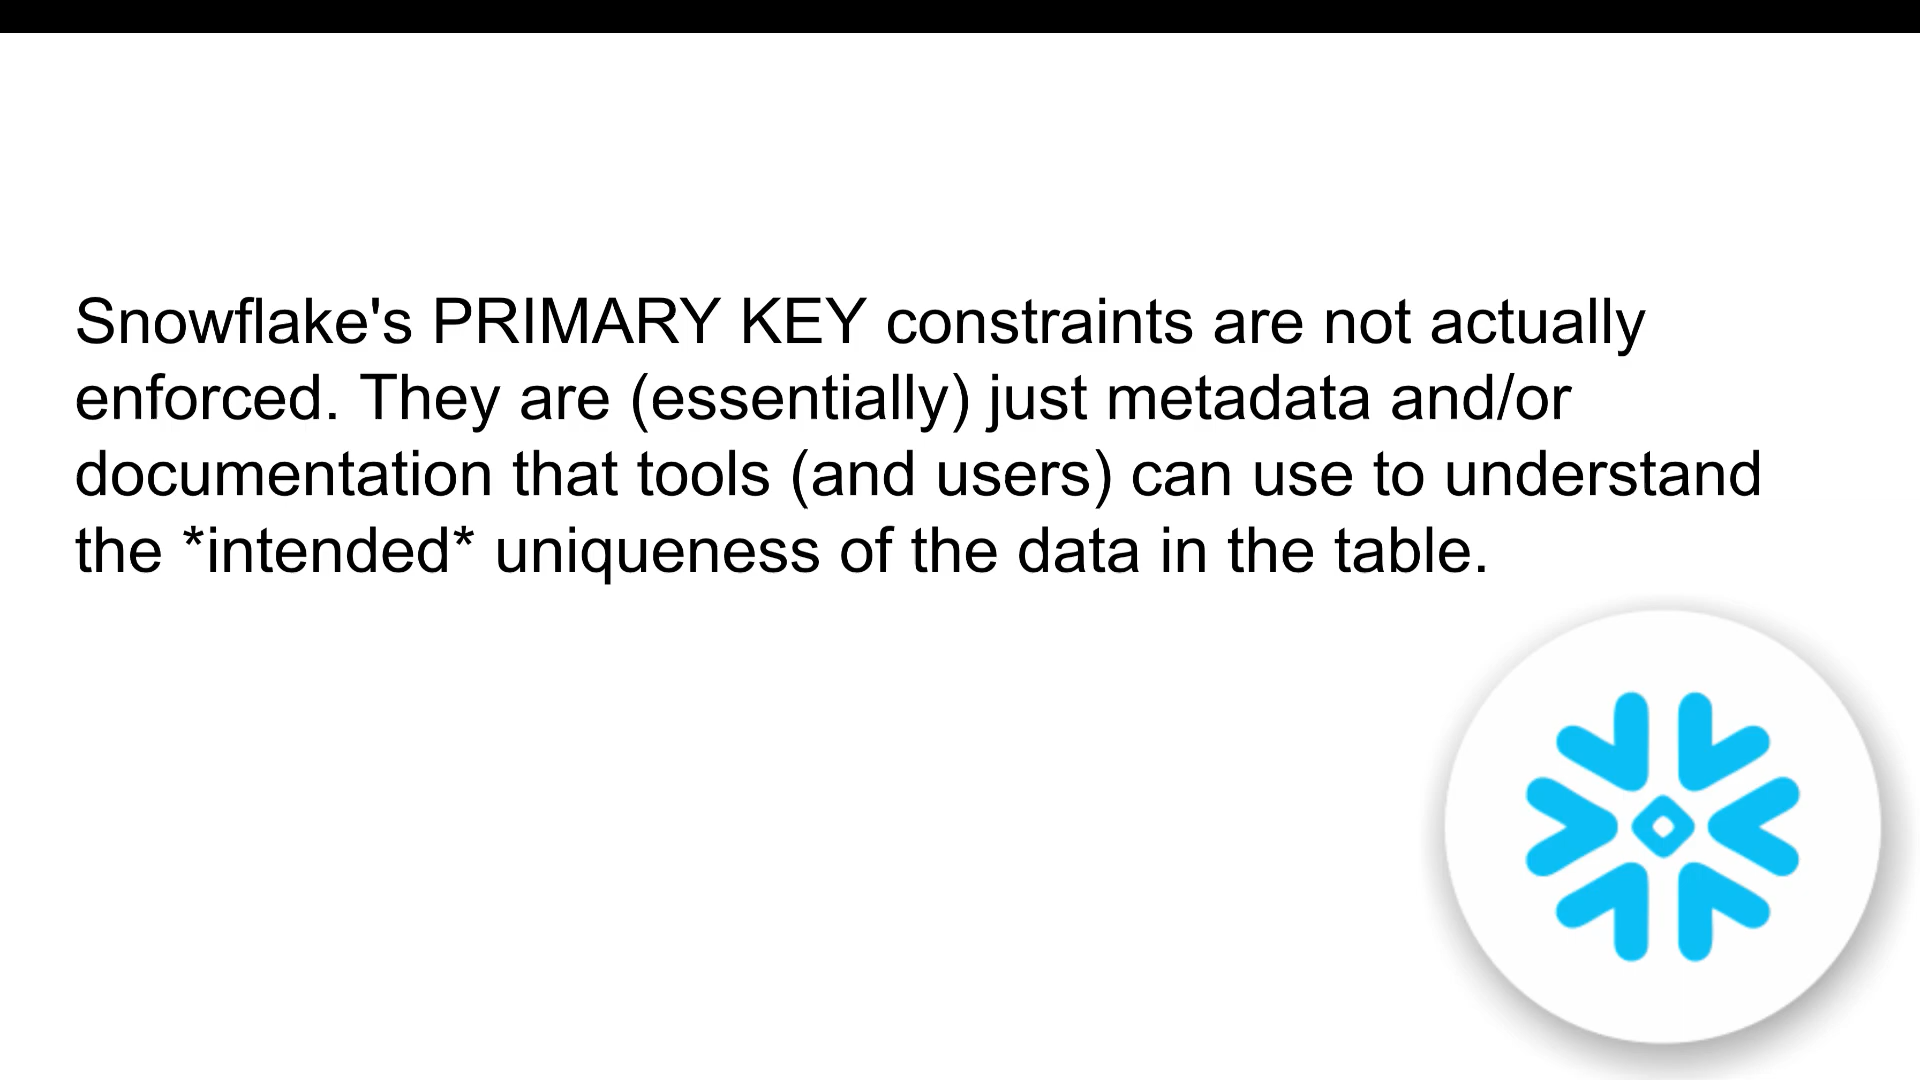 Snowflake's PRIMARY KEY constraints are not actually
enforced. They are (essentially) just metadata and/or
documentation that tools (and users) can use to understand
the *intended* uniqueness of the data in the table.